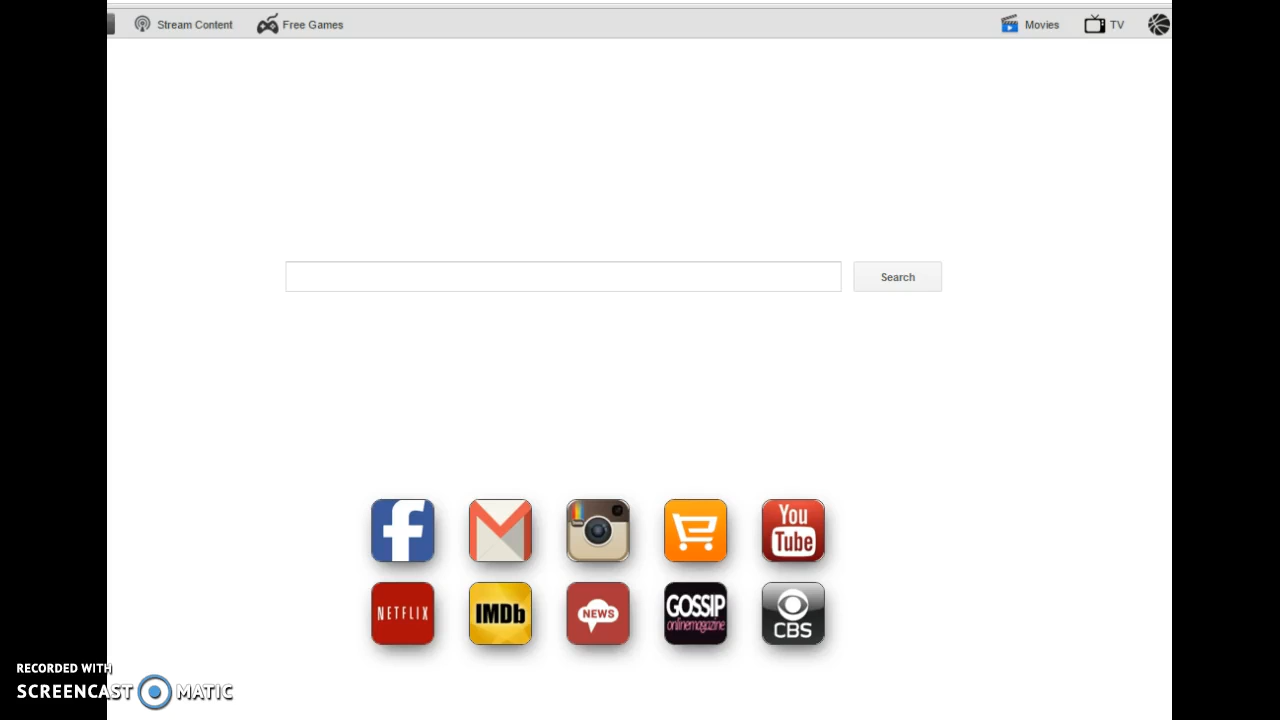 Stream Content
Free Games
Movies
TV
Search
You
Tube
NETFLIX
IMDb
NEWS
GOSSIP
onlinemagazine
CBS
RECORDED WITH
SCREENCAST MATIC